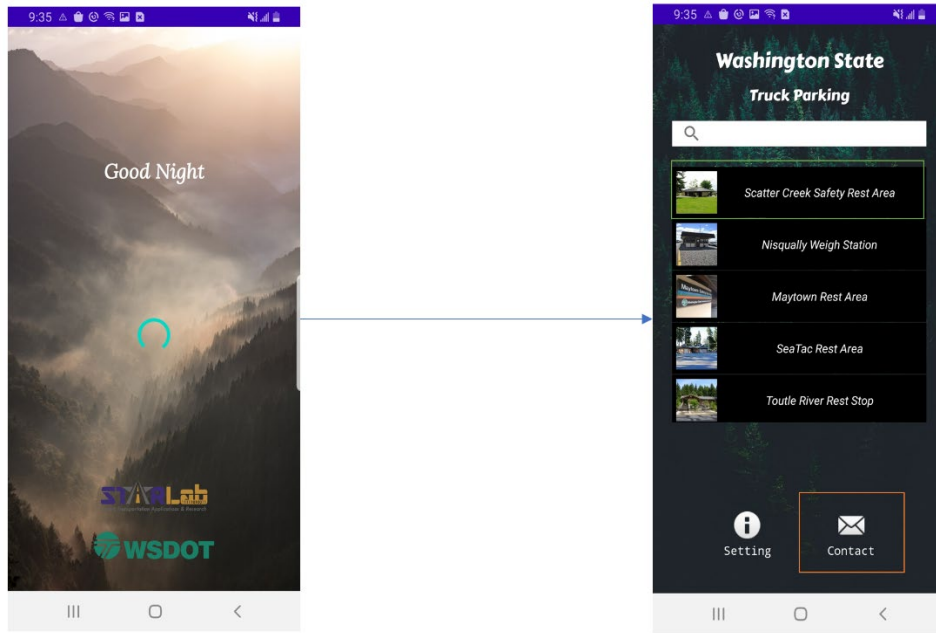 9:35
Good Night
STARLab
WSDOT
9:35
Washington State
Truck Parking
Scatter Creek Safety Rest Area
Nisqually Weigh Station
Maytown Rest Area
SeaTac Rest Area
Toutle River Rest Stop
Setting
Contact